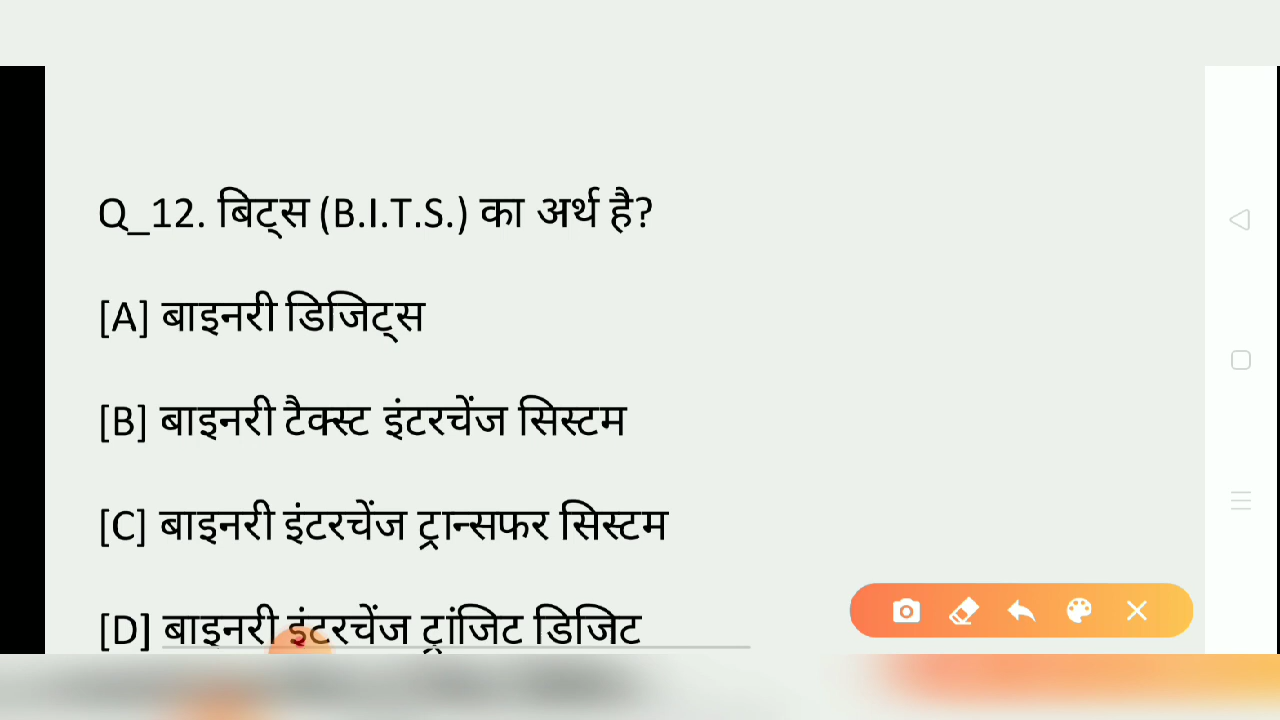 Q_12. बिट्स (B.I.T.S.) का अर्थ है?
[A] बाइनरी डिजिट्स
[B] बाइनरी टैक्स्ट इंटरचेंज सिस्टम
[C] बाइनरी इंटरचेंज ट्रान्सफर सिस्टम
[D] बाइनरी इंटरचेंज ट्रांजिट डिजिट